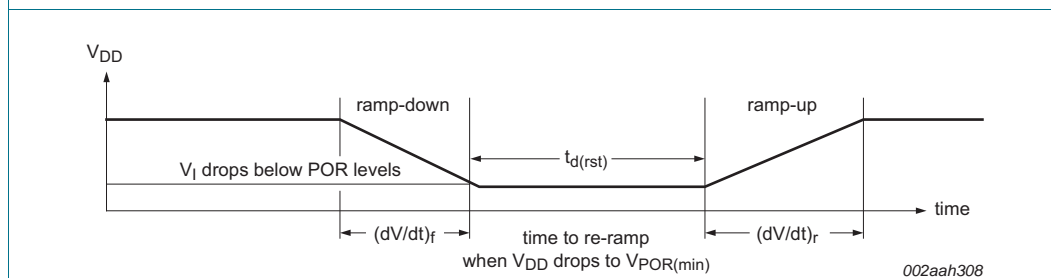 VDD
ramp-down
ramp-up
td(rst)
VI drops below POR levels
time
(dV/dt)f
time to re-ramp
when VDD drops to VPOR(min)
(dV/dt)r
002aah308